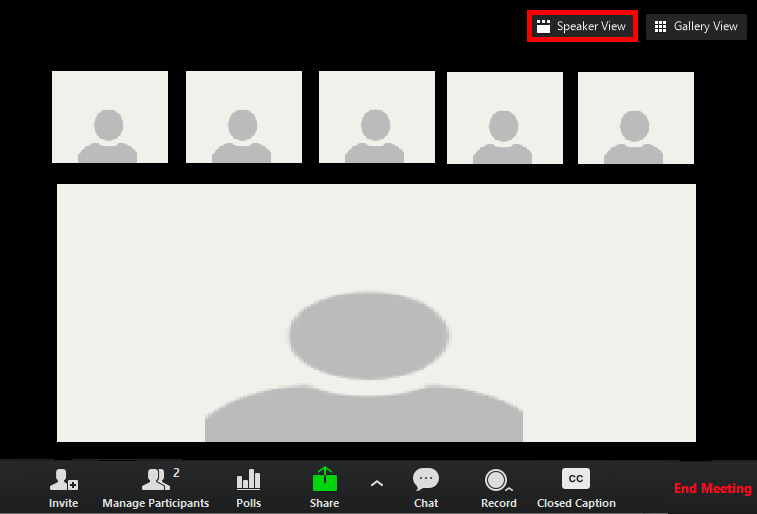 Speaker View
Gallery View
2
Invite
Manage Participants
Polls
Share
Chat
Record
CC
Closed Caption
End Meeting